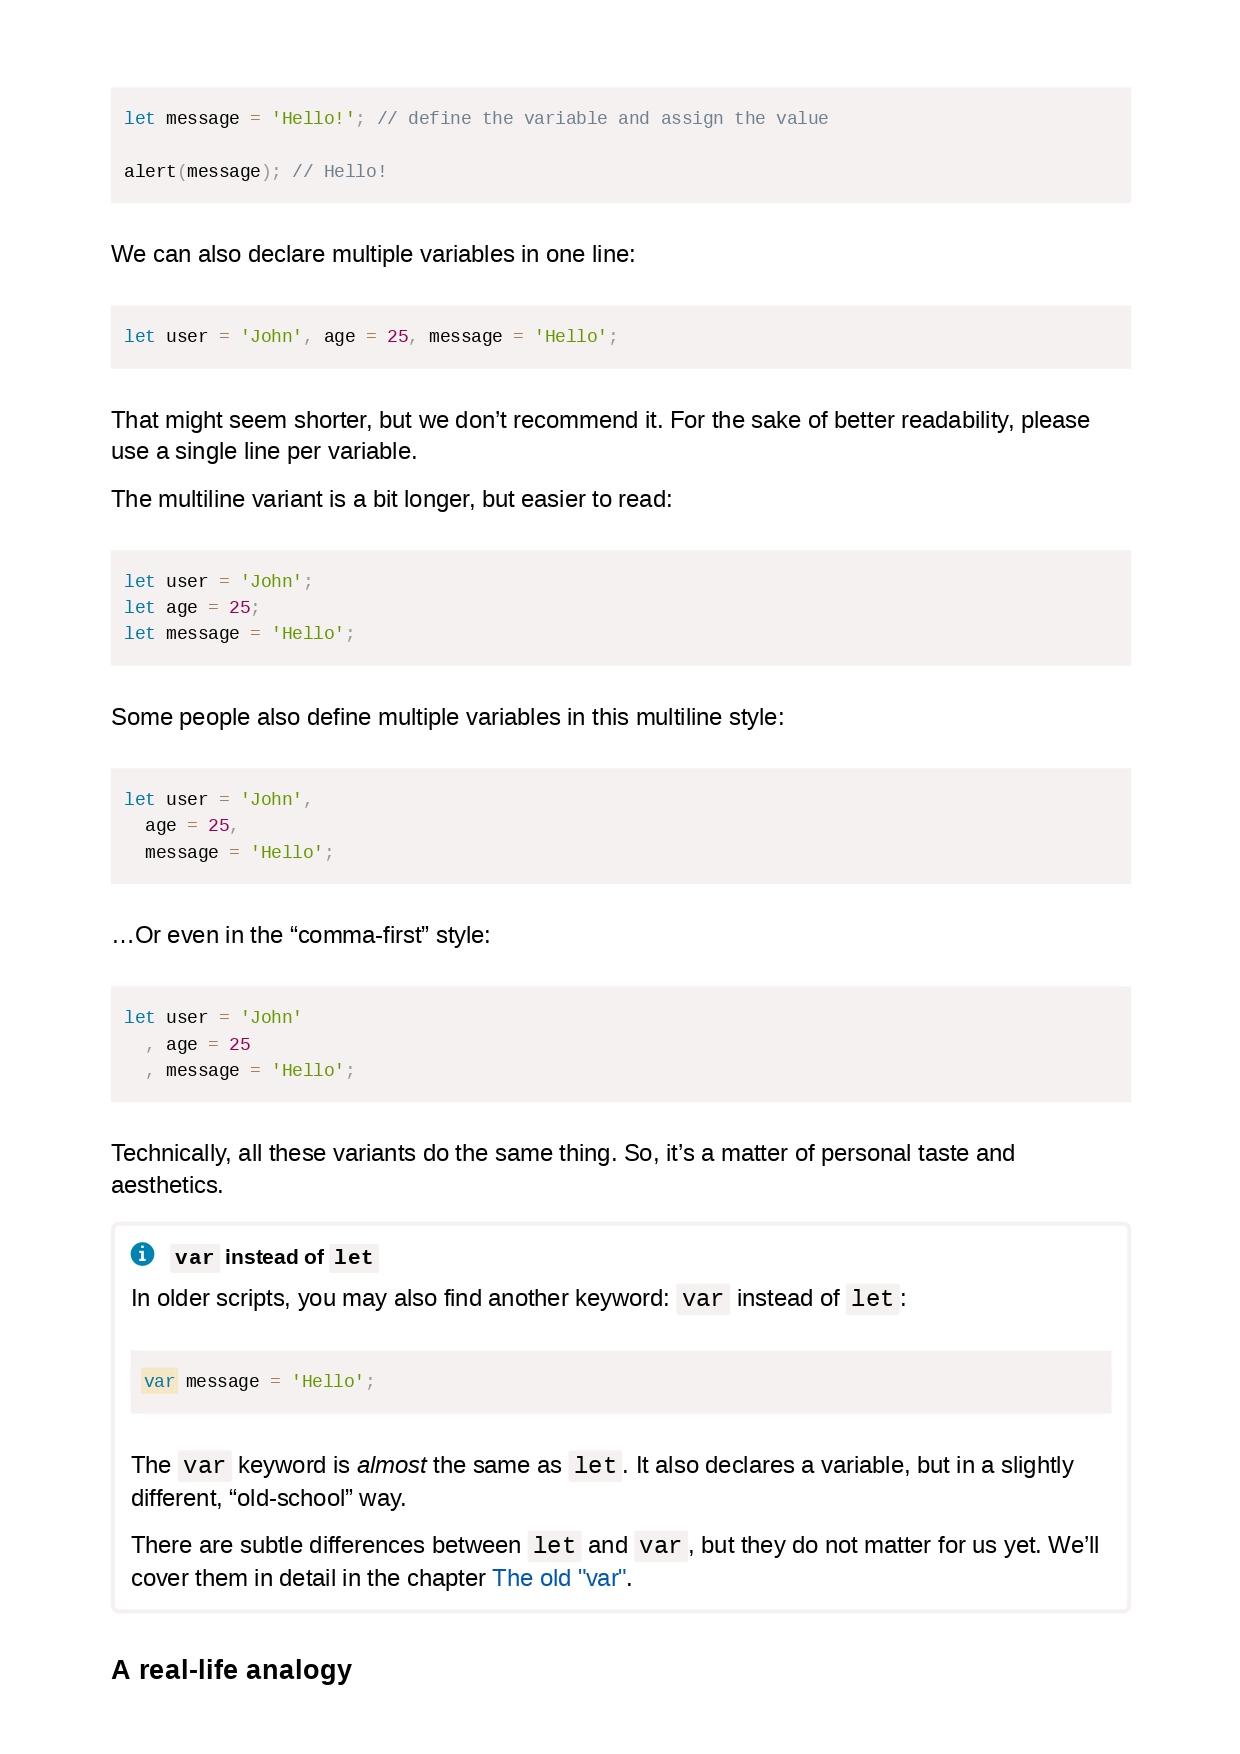 let message = 'Hello!'; // define the variable and assign the value
alert(message); // Hello!
We can also declare multiple variables in one line:
let user = 'John', age = 25, message = 'Hello';
That might seem shorter, but we don’t recommend it. For the sake of better readability, please
use a single line per variable.
The multiline variant is a bit longer, but easier to read:
let user = 'John';
let age = 25;
let message = 'Hello';
Some people also define multiple variables in this multiline style:
let user = 'John',
  age = 25,
  message = 'Hello';
…Or even in the “comma-first” style:
let user = 'John'
  , age = 25
  , message = 'Hello';
Technically, all these variants do the same thing. So, it’s a matter of personal taste and
aesthetics.
var instead of let
In older scripts, you may also find another keyword: var instead of let:
var message = 'Hello';
The var keyword is almost the same as let. It also declares a variable, but in a slightly
different, “old-school” way.
There are subtle differences between let and var, but they do not matter for us yet. We’ll
cover them in detail in the chapter The old "var".
A real-life analogy